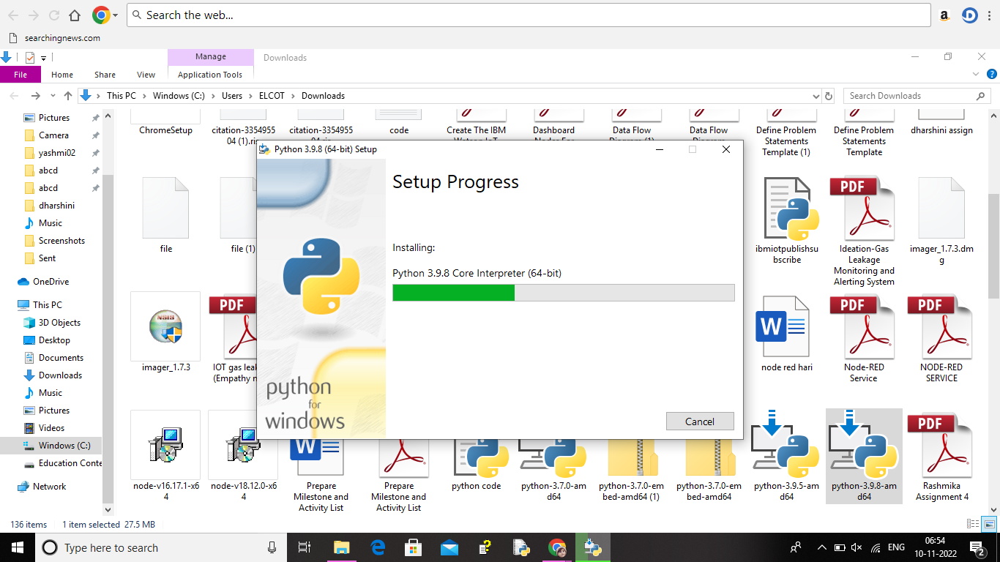 Search the web...
searchingnews.com
Manage
Downloads
File
Home
Share
View
Application Tools
This PC
Windows (C:)
Users
ELCOT
Downloads
Search Downloads
Pictures
Camera
yashmi02
abcd
abcd
dharshini
Music
Screenshots
Sent
OneDrive
This PC
3D Objects
Desktop
Documents
Downloads
Music
Pictures
Videos
Windows (C:)
Education Conte
Network
ChromeSetup
citation-3354955
04 (1).ris
citation-3354955
04.ris
code
Create The IBM
Watson IoT
Dashboard
Nodes For
Data Flow
Diagram (1)
Data Flow
Diagram
Define Problem
Statements
Template (1)
Define Problem
Statements
Template
dharshini assign
Python 3.9.8 (64-bit) Setup
Setup Progress
Installing:
Python 3.9.8 Core Interpreter (64-bit)
python
for
windows
Cancel
file
file (1)
ibmiotpublishsu
bscribe
PDF
Ideation-Gas
Leakage
Monitoring and
Alerting System
imager_1.7.3.dm
g
imager_1.7.3
PDF
IOT gas leak
(Empathy m
W
node red hari
PDF
Node-RED
Service
PDF
NODE-RED
SERVICE
node-v16.17.1-x6
4
node-v18.12.0-x6
4
Prepare
Milestone and
Activity List
Prepare
Milestone and
Activity List
python code
python-3.7.0-am
d64
python-3.7.0-em
bed-amd64 (1)
python-3.7.0-em
bed-amd64
python-3.9.5-am
d64
python-3.9.8-am
d64
PDF
Rashmika
Assignment 4
136 items
1 item selected 27.5 MB
Type here to search
ENG
06:54
10-11-2022
2